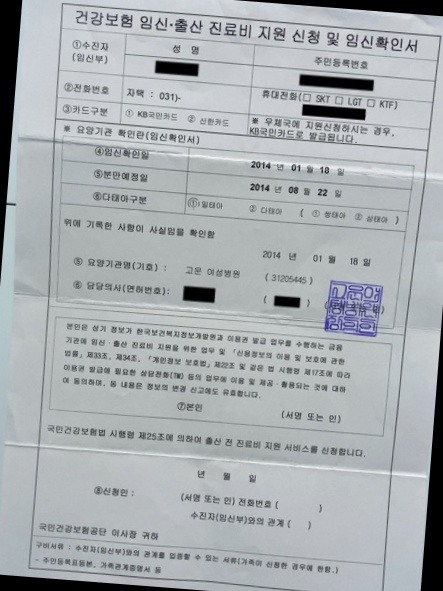 건강보험 임신·출산 진료비 지원 신청 및 임신확인서
①수진자 (임신부)
성 명
주민등록번호
②전화번호
자택 : 031)-
휴대전화(□ SKT □ LGT □ KTF)
③카드구분
① KB국민카드 ② 신한카드
※ 우체국에 지원신청하시는 경우,
KB국민카드로 발급됩니다.
※ 요양기관 확인란(임신확인서)
④임신확인일
2014 년 01 월 18 일
⑤분만예정일
2014 년 08 월 22 일
⑥다태아구분
① 일태아 ② 다태아 ( ① 쌍태아 ② 삼태아 )
위에 기록한 사항이 사실임을 확인함
2014 년 01 월 18 일
⑤ 요양기관명(기호) : 고운 여성병원 ( 31205445 )
⑥ 담당의사(면허번호) : ( )
본인은 상기 정보가 한국보건복지정보개발원과 이용권 발급 업무를 수행하는 금융
기관에 임신·출산 진료비 지원을 위한 업무 및 「신용정보의 이용 및 보호에 관한
법률」제33조, 제34조, 「개인정보 보호법」제22조 및 같은 법 시행령 제17조에 따라
이용권 발급에 필요한 상담전화(TM) 등의 업무에 이용 및 제공·활용되는 것에 대하
여 동의하며, 동 내용은 정보의 변경 신고에도 유효합니다.
⑦본인 (서명 또는 인)
국민건강보험법 시행령 제25조에 의하여 출산 전 진료비 지원 서비스를 신청합니다.
년 월 일
⑧신청인 : (서명 또는 인) 전화번호 ( )
수진자(임신부)와의 관계 ( )
국민건강보험공단 이사장 귀하
구비서류 : 수진자(임신부)와의 관계를 입증할 수 있는 서류(가족이 신청한 경우에 한함.)
- 주민등록표등본, 가족관계증명서 등